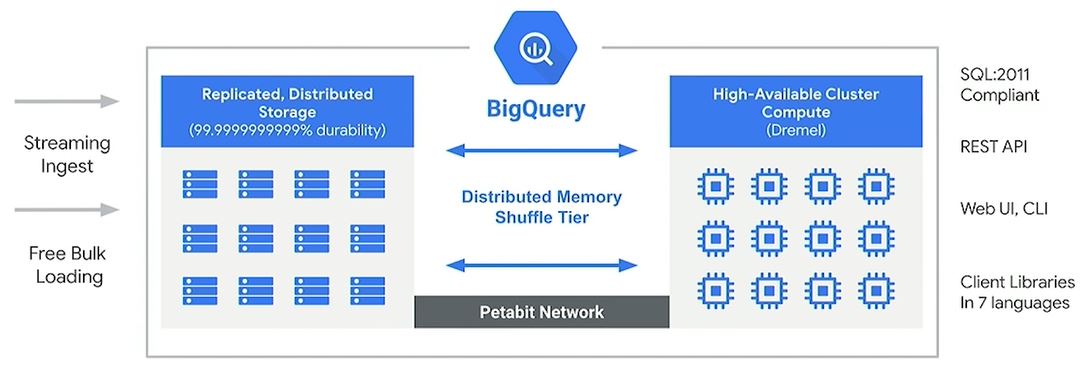 Streaming
Ingest
Free Bulk
Loading
Replicated, Distributed
Storage
(99.9999999999% durability)
BigQuery
Distributed Memory
Shuffle Tier
Petabit Network
High-Available Cluster
Compute
(Dremel)
SQL:2011
Compliant
REST API
Web UI, CLI
Client Libraries
In 7 languages